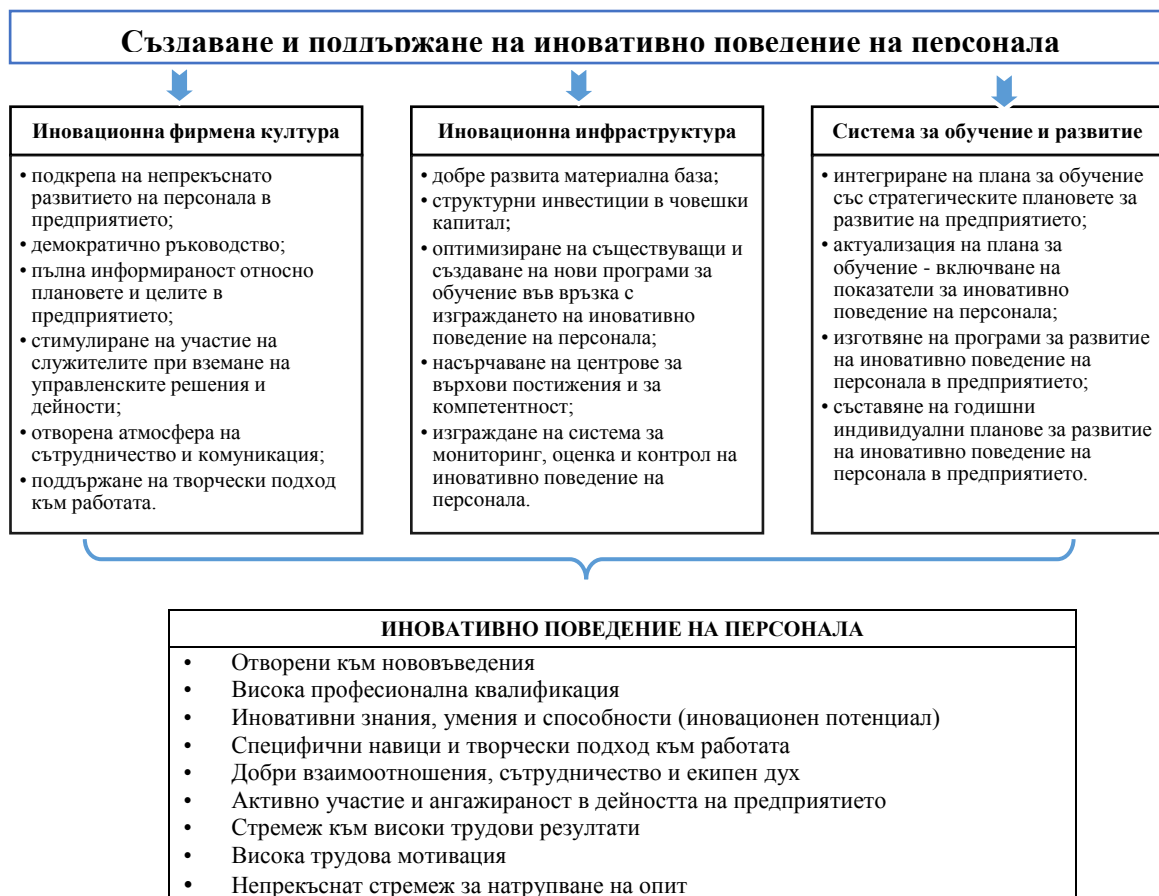 Създаване и поддържане на иновативно поведение на персонала
Иновационна фирмена култура
• подкрепа на непрекъснато
развитието на персонала в
предприятието;
• демократично ръководство;
• пълна информираност относно
плановете и целите в
предприятието;
• стимулиране на участие на
служителите при вземане на
управленските решения и
дейности;
• отворена атмосфера на
сътрудничество и комуникация;
• поддържане на творчески подход
към работата.
Иновационна инфраструктура
• добре развита материална база;
• структурни инвестиции в човешки
капитал;
• оптимизиране на съществуващи и
създаване на нови програми за
обучение във връзка с
изграждането на иновативно
поведение на персонала;
• насърчаване на центрове за
върхови постижения и за
компетентност;
• изграждане на система за
мониторинг, оценка и контрол на
иновативно поведение на
персонала.
Система за обучение и развитие
• интегриране на плана за обучение
със стратегическите плановете за
развитие на предприятието;
• актуализация на плана за
обучение - включване на
показатели за иновативно
поведение на персонала;
• изготвяне на програми за развитие
на иновативно поведение на
персонала в предприятието;
• съставяне на годишни
индивидуални планове за развитие
на иновативно поведение на
персонала в предприятието.
ИНОВАТИВНО ПОВЕДЕНИЕ НА ПЕРСОНАЛА
• Отворени към нововъведения
• Висока професионална квалификация
• Иновативни знания, умения и способности (иновационен потенциал)
• Специфични навици и творчески подход към работата
• Добри взаимоотношения, сътрудничество и екипен дух
• Активно участие и ангажираност в дейността на предприятието
• Стремеж към високи трудови резултати
• Висока трудова мотивация
• Непрекъснат стремеж за натрупване на опит